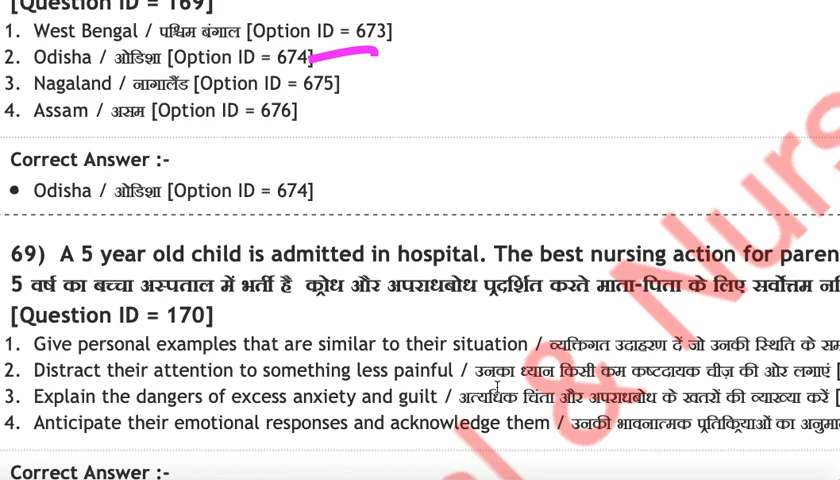 [Question ID = 169]
1. West Bengal / पश्चिम बंगाल [Option ID = 673]
2. Odisha / ओडिशा [Option ID = 674]
3. Nagaland / नागालैंड [Option ID = 675]
4. Assam / असम [Option ID = 676]
Correct Answer :-
• Odisha / ओडिशा [Option ID = 674]
69) A 5 year old child is admitted in hospital. The best nursing action for paren
5 वर्ष का बच्चा अस्पताल में भर्ती है क्रोध और अपराधबोध प्रदर्शित करते माता-पिता के लिए सर्वोत्तम
[Question ID = 170]
1. Give personal examples that are similar to their situation / व्यक्तिगत उदाहरण दें जो उनकी स्थिति के
2. Distract their attention to something less painful / उनका ध्यान किसी कम कष्टदायक चीज़ की ओर लगाएं [
3. Explain the dangers of excess anxiety and guilt / अत्यधिक चिंता और अपराधबोध के खतरों की व्याख्या करें [
4. Anticipate their emotional responses and acknowledge them / उनकी भावनात्मक प्रतिक्रियाओं का
Correct Answer :-
l & Nurs